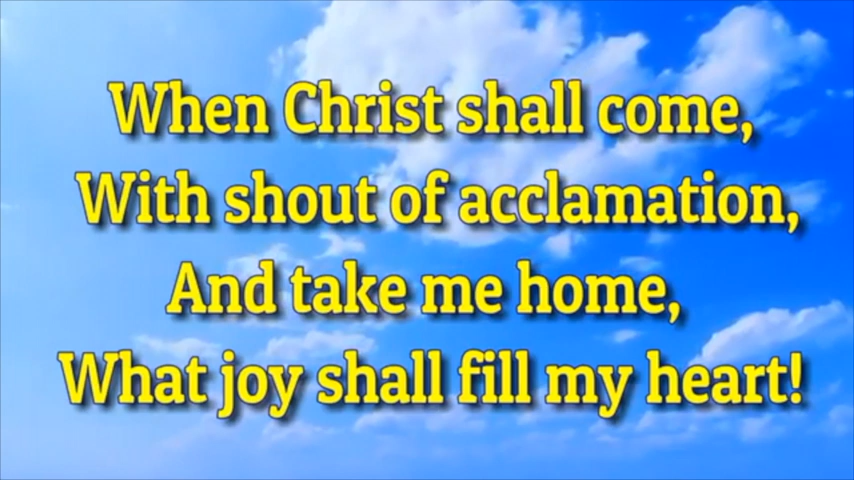 When Christ shall come,
With shout of acclamation,
And take me home,
What joy shall fill my heart!